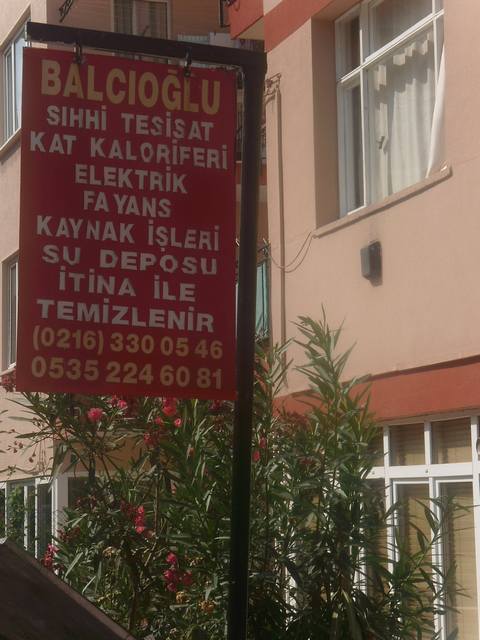 BALCIOĞLU
SIHHİ TESİSAT
KAT KALORİFERİ
ELEKTRİK
FAYANS
KAYNAK İŞLERİ
SU DEPOSU
İTİNA İLE
TEMİZLENİR
(0216) 330 05 46
0535 224 60 81